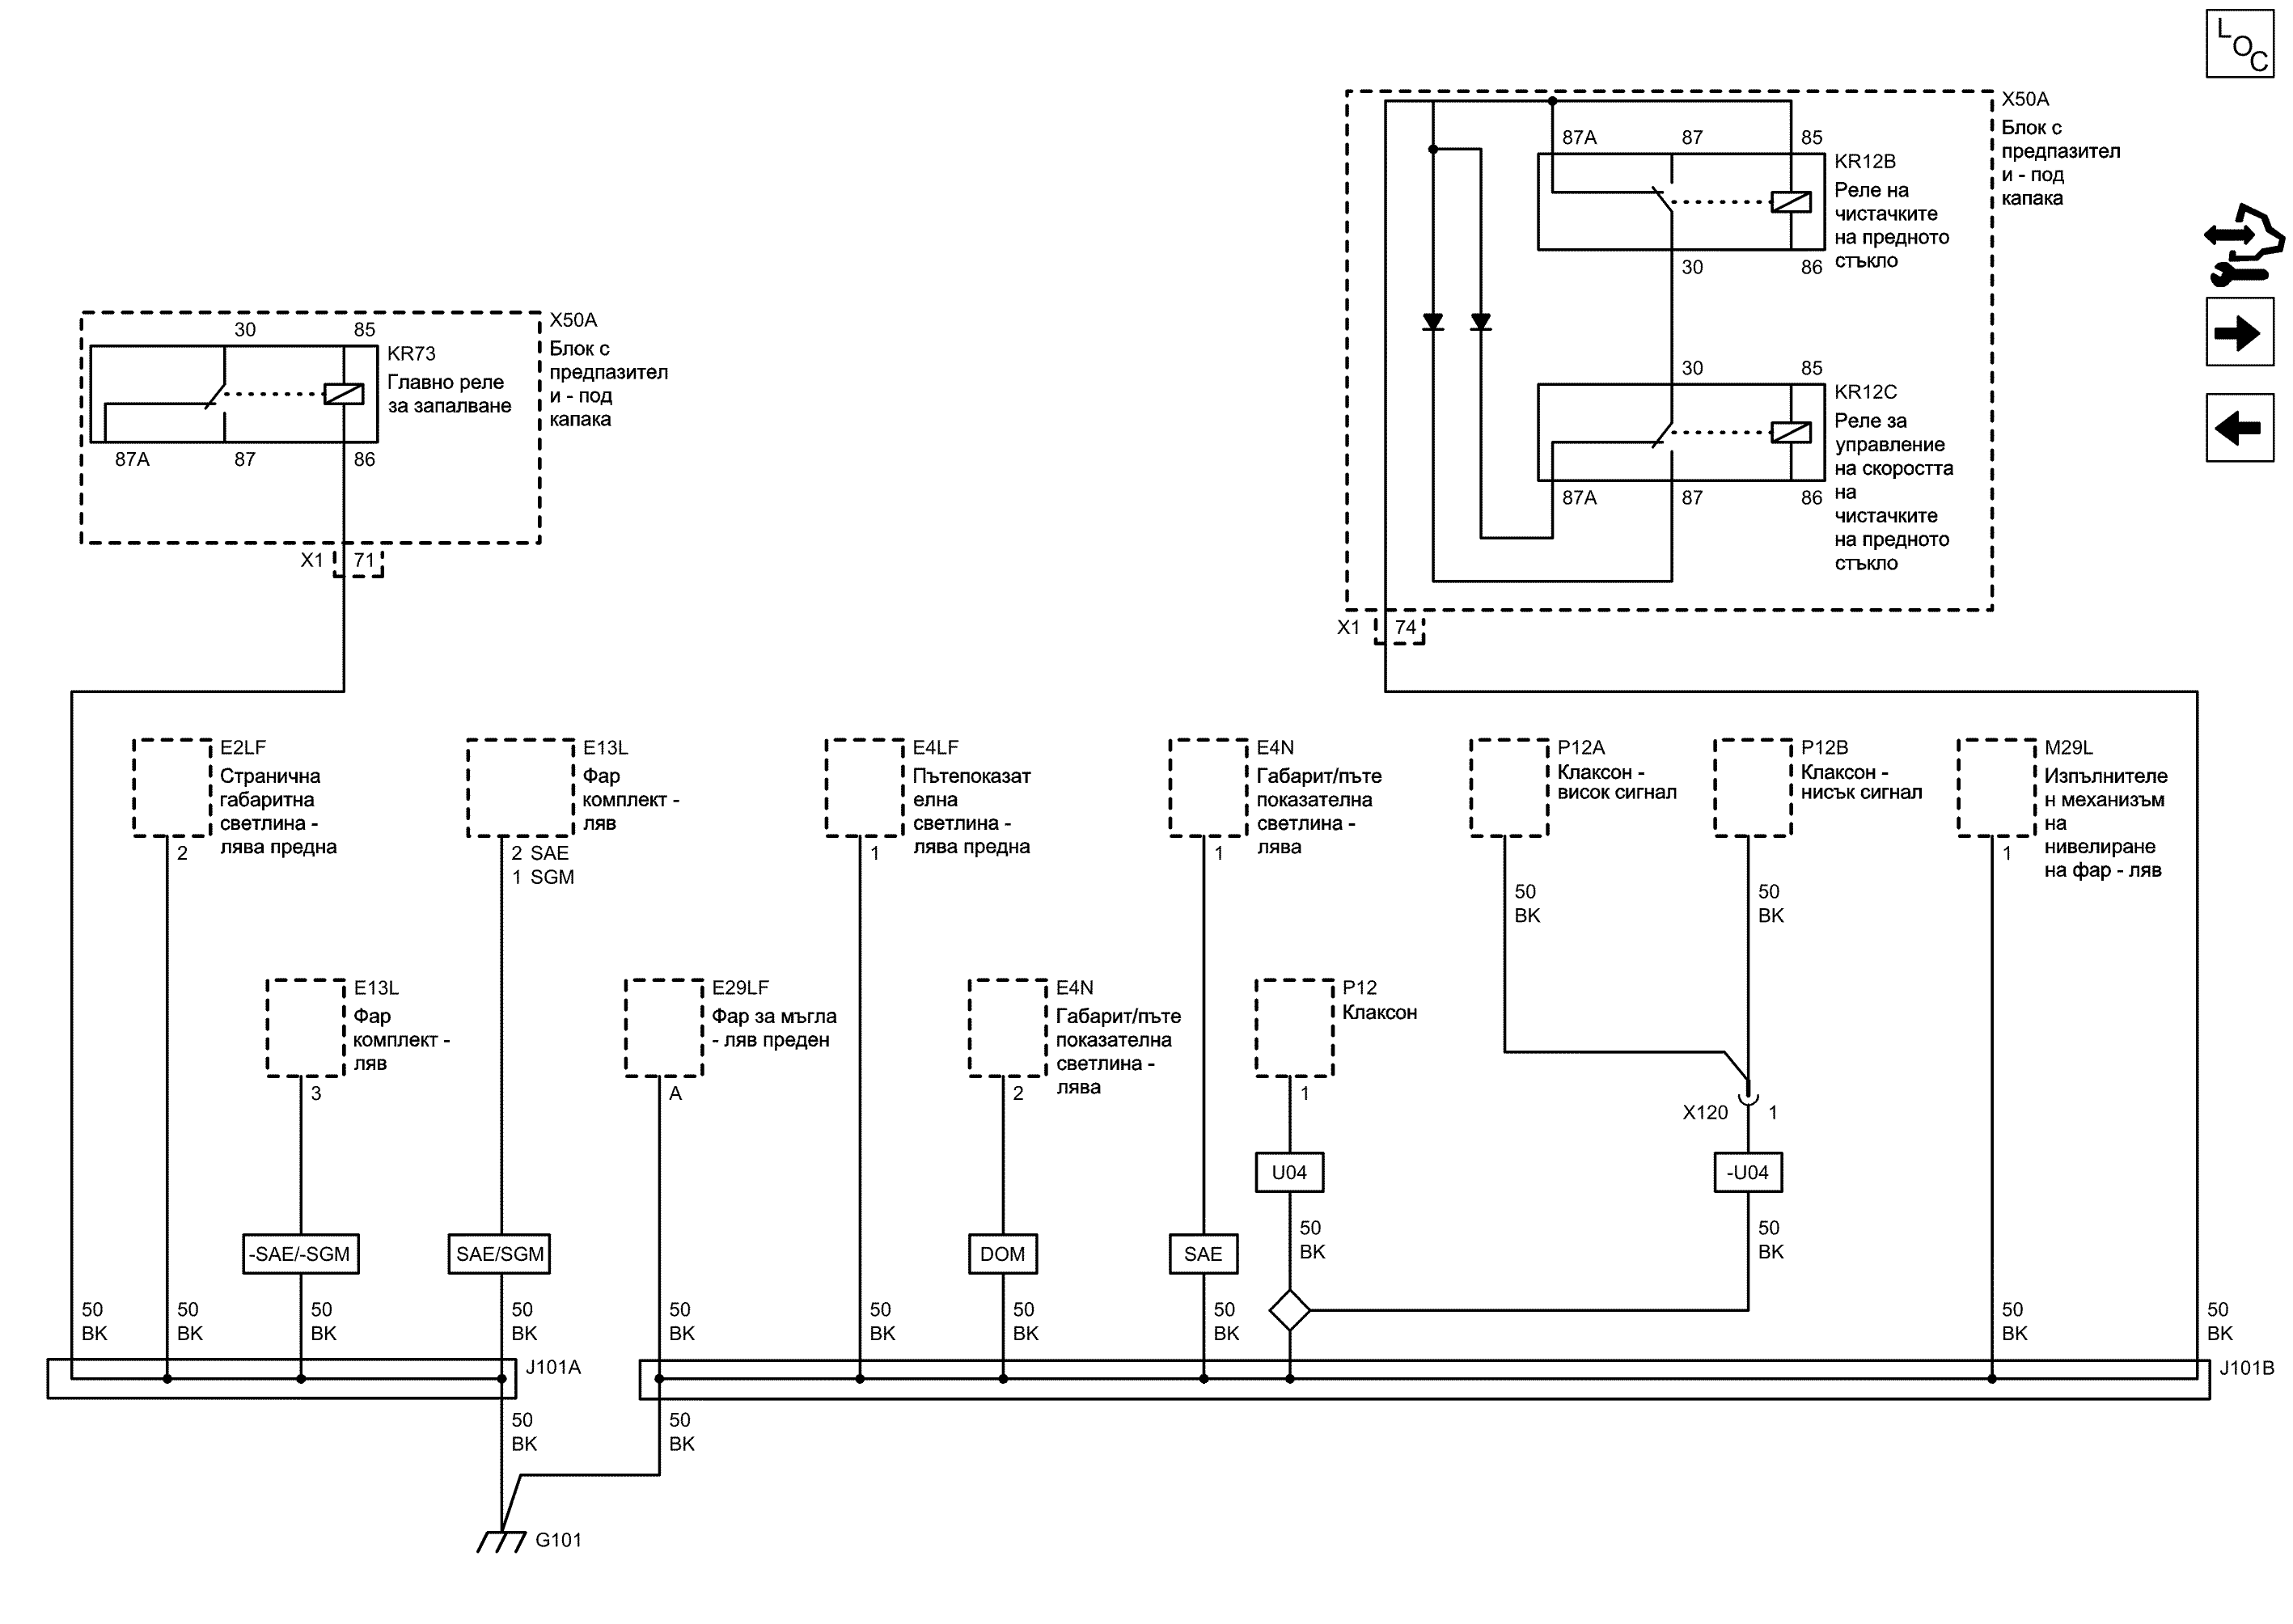 LOC
X50A
Блок с
предпазител
и - под
капака
87A 87 85
KR12B
Реле на
чистачките
на предното
стъкло
30 86
30 85
KR12C
Реле за
управление
на скоростта
на
чистачките
на предното
стъкло
87A 87 86
X1 74
X50A
Блок с
предпазител
и - под
капака
30 85
KR73
Главно реле
за запалване
87A 87 86
X1 71
E2LF
Странична
габаритна
светлина -
лява предна
2
E13L
Фар
комплект -
ляв
2 SAE
1 SGM
E4LF
Пътепоказат
елна
светлина -
лява предна
1
E4N
Габарит/пъте
показателна
светлина -
лява
1
P12A
Клаксон -
висок сигнал
50
BK
P12B
Клаксон -
нисък сигнал
50
BK
M29L
Изпълнителе
н механизъм
на
нивелиране
на фар - ляв
1
E13L
Фар
комплект -
ляв
3
E29LF
Фар за мъгла
- ляв преден
A
E4N
Габарит/пъте
показателна
светлина -
лява
2
P12
Клаксон
1
X120 1
U04
-U04
50
BK
50
BK
-SAE/-SGM
SAE/SGM
DOM
SAE
50 50 50 50 50 50 50 50 50 50
BK BK BK BK BK BK BK BK BK BK
J101A
J101B
50 50
BK BK
G101